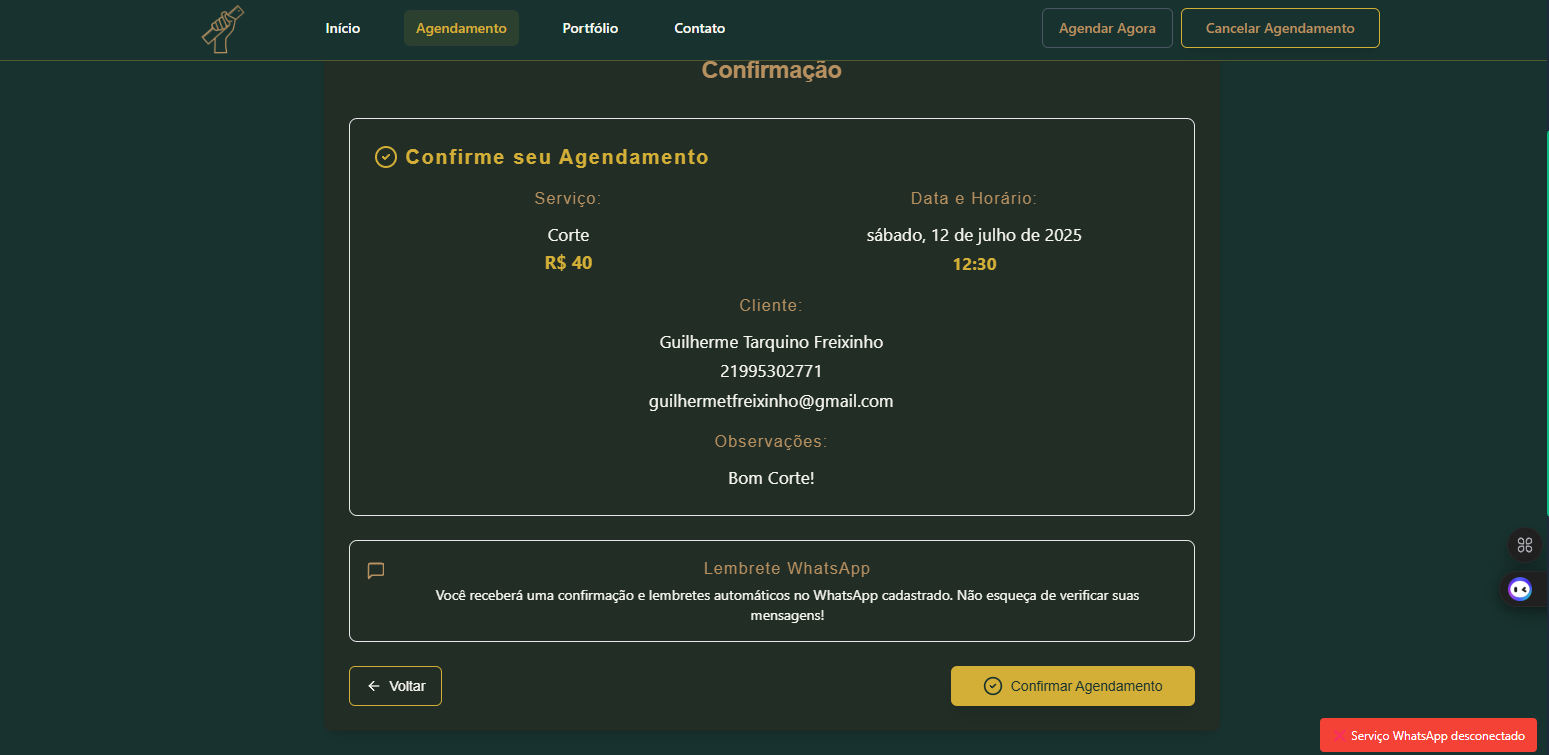 Início
Agendamento
Portfólio
Contato
Agendar Agora
Cancelar Agendamento
Confirmação
Confirme seu Agendamento
Serviço:
Corte
R$ 40
Data e Horário:
sábado, 12 de julho de 2025
12:30
Cliente:
Guilherme Tarquino Freixinho
21995302771
guilhermetfreixinho@gmail.com
Observações:
Bom Corte!
Lembrete WhatsApp
Você receberá uma confirmação e lembretes automáticos no WhatsApp cadastrado. Não esqueça de verificar suas
mensagens!
Voltar
Confirmar Agendamento
Serviço WhatsApp desconectado